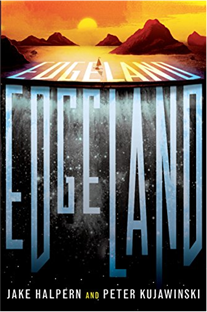 EDGELAND
EDGELAND
JAKE HALPERN AND PETER KUJAWINSKI